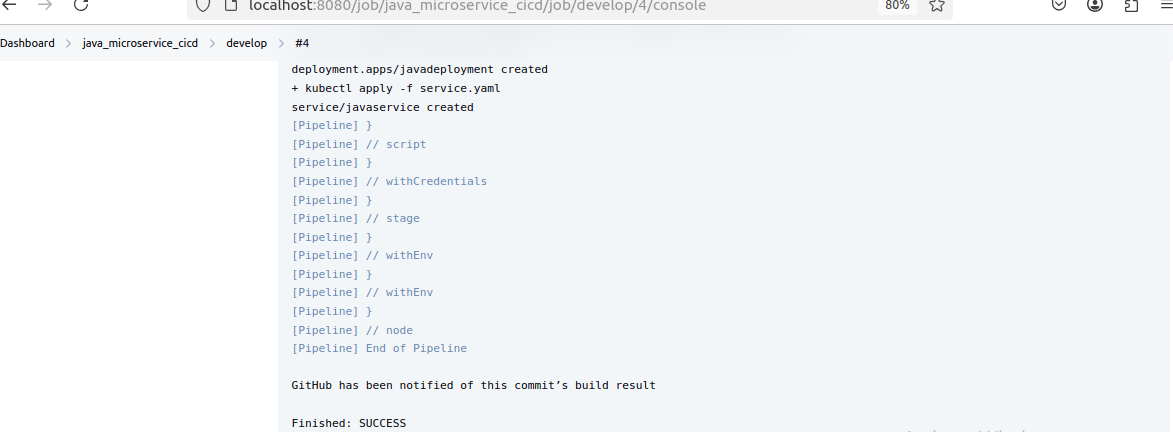 localhost:8080/job/java_microservice_cicd/job/develop/4/console 80%
Dashboard > java_microservice_cicd > develop > #4
deployment.apps/javadeployment created
+ kubectl apply -f service.yaml
service/javaservice created
[Pipeline] }
[Pipeline] // script
[Pipeline] }
[Pipeline] // withCredentials
[Pipeline] }
[Pipeline] // stage
[Pipeline] }
[Pipeline] // withEnv
[Pipeline] }
[Pipeline] // withEnv
[Pipeline] }
[Pipeline] // node
[Pipeline] End of Pipeline
GitHub has been notified of this commit’s build result
Finished: SUCCESS